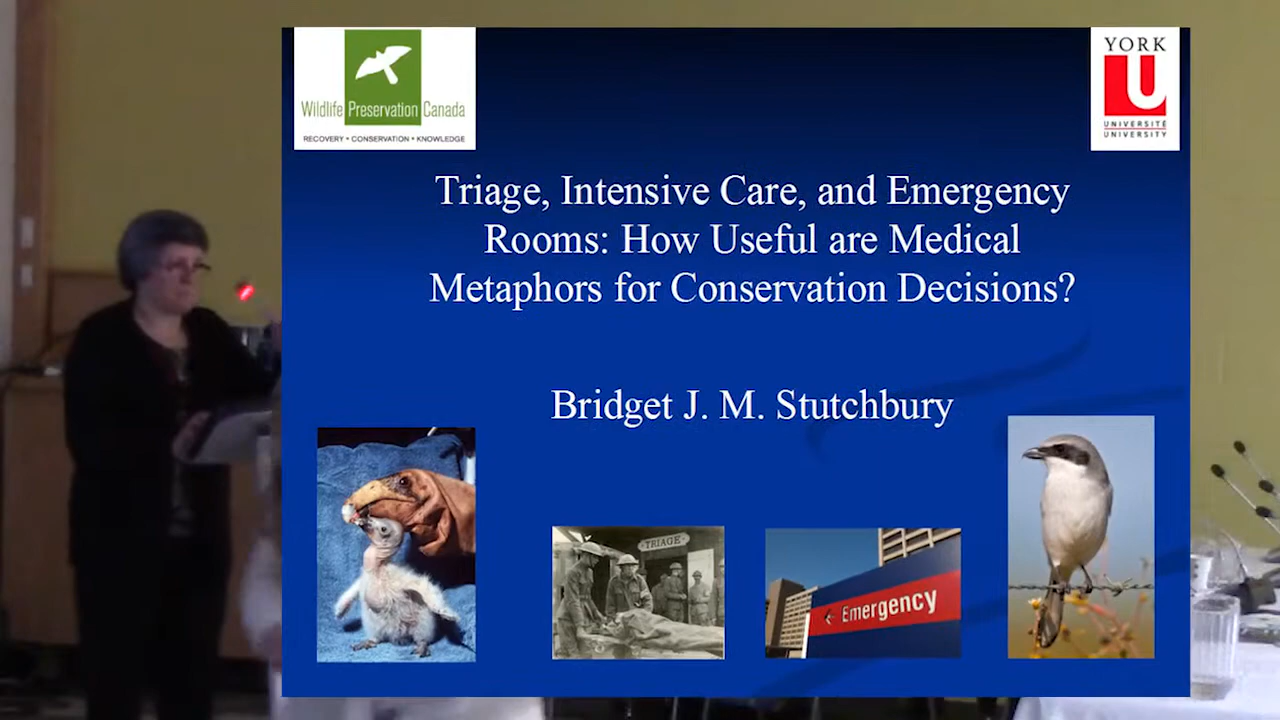 Wildlife Preservation Canada
RECOVERY • CONSERVATION • KNOWLEDGE
YORK
U
UNIVERSITÉ
UNIVERSITY
Triage, Intensive Care, and Emergency
Rooms: How Useful are Medical
Metaphors for Conservation Decisions?
Bridget J. M. Stutchbury
TRIAGE
Emergency